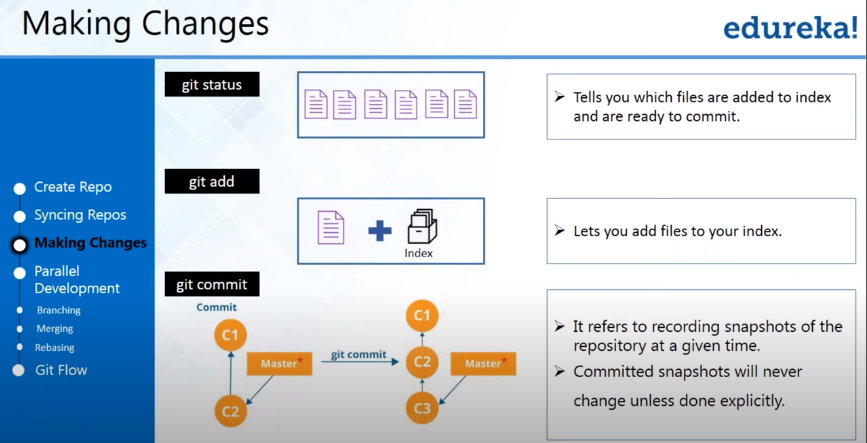 Making Changes
edureka!
Create Repo
Syncing Repos
Making Changes
Parallel
Development
Branching
Merging
Rebasing
Git Flow
git status
➢ Tells you which files are added to index
and are ready to commit.
git add
Index
➢ Lets you add files to your index.
git commit
Commit
C1
Master*
C2
git commit
C1
C2
Master*
C3
➢ It refers to recording snapshots of the
repository at a given time.
➢ Committed snapshots will never
change unless done explicitly.